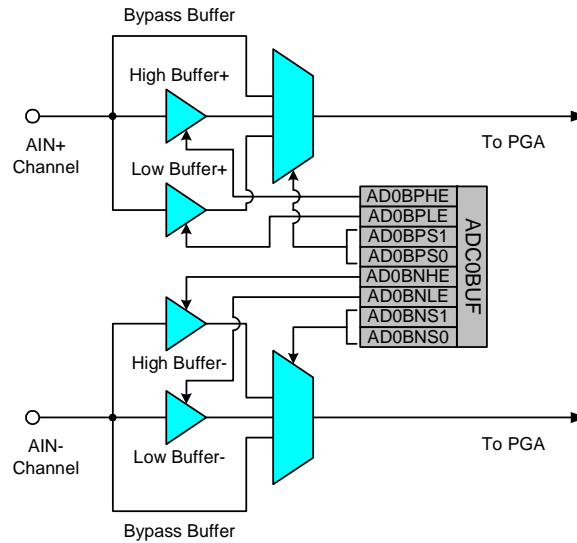 Bypass Buffer
High Buffer+
AIN+
Channel
Low Buffer+
To PGA
AD0BPHE
AD0BPLE
AD0BPS1
AD0BPS0
AD0BNHE
AD0BNLE
AD0BNS1
AD0BNS0
ADC0BUF
High Buffer-
AIN-
Channel
Low Buffer-
To PGA
Bypass Buffer